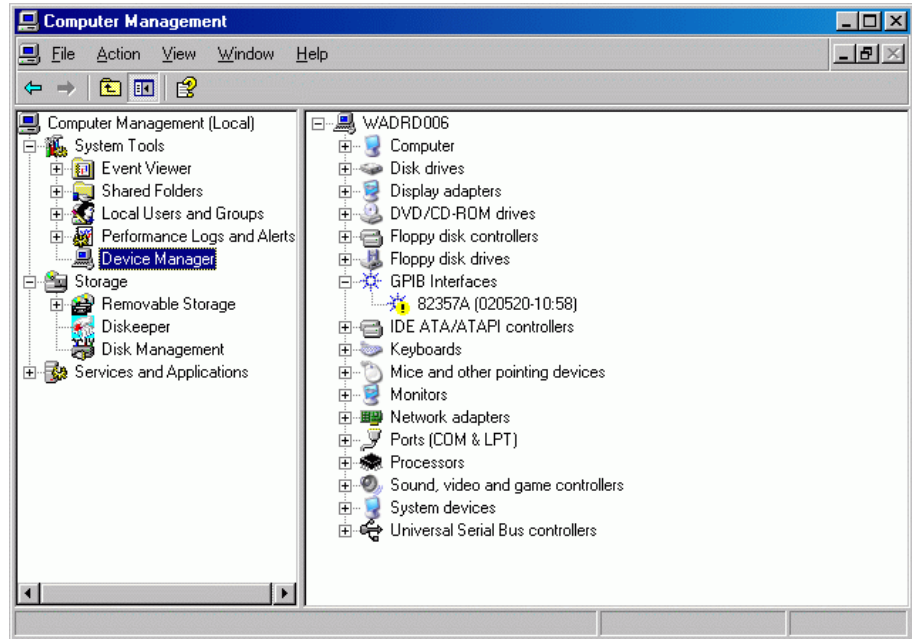 Computer Management
File Action View Window Help
Computer Management (Local)
System Tools
Event Viewer
Shared Folders
Local Users and Groups
Performance Logs and Alerts
Device Manager
Storage
Removable Storage
Diskeeper
Disk Management
Services and Applications
WADRD006
Computer
Disk drives
Display adapters
DVD/CD-ROM drives
Floppy disk controllers
Floppy disk drives
GPIB Interfaces
82357A (020520-10:58)
IDE ATA/ATAPI controllers
Keyboards
Mice and other pointing devices
Monitors
Network adapters
Ports (COM & LPT)
Processors
Sound, video and game controllers
System devices
Universal Serial Bus controllers